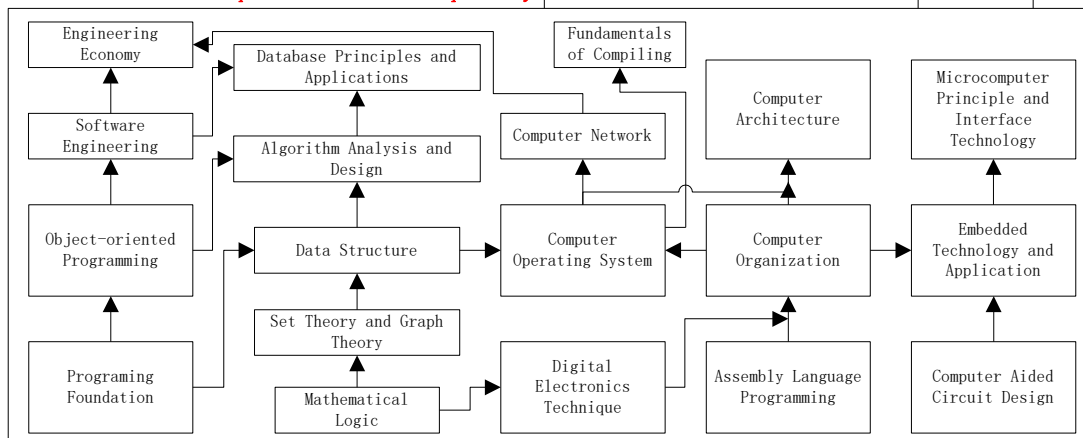 Engineering
Economy
Database Principles and
Applications
Fundamentals
of Compiling
Computer
Architecture
Microcomputer
Principle and
Interface
Technology
Software
Engineering
Algorithm Analysis and
Design
Computer Network
Object-oriented
Programming
Data Structure
Computer
Operating System
Computer
Organization
Embedded
Technology and
Application
Set Theory and Graph
Theory
Programing
Foundation
Mathematical
Logic
Digital
Electronics
Technique
Assembly Language
Programming
Computer Aided
Circuit Design